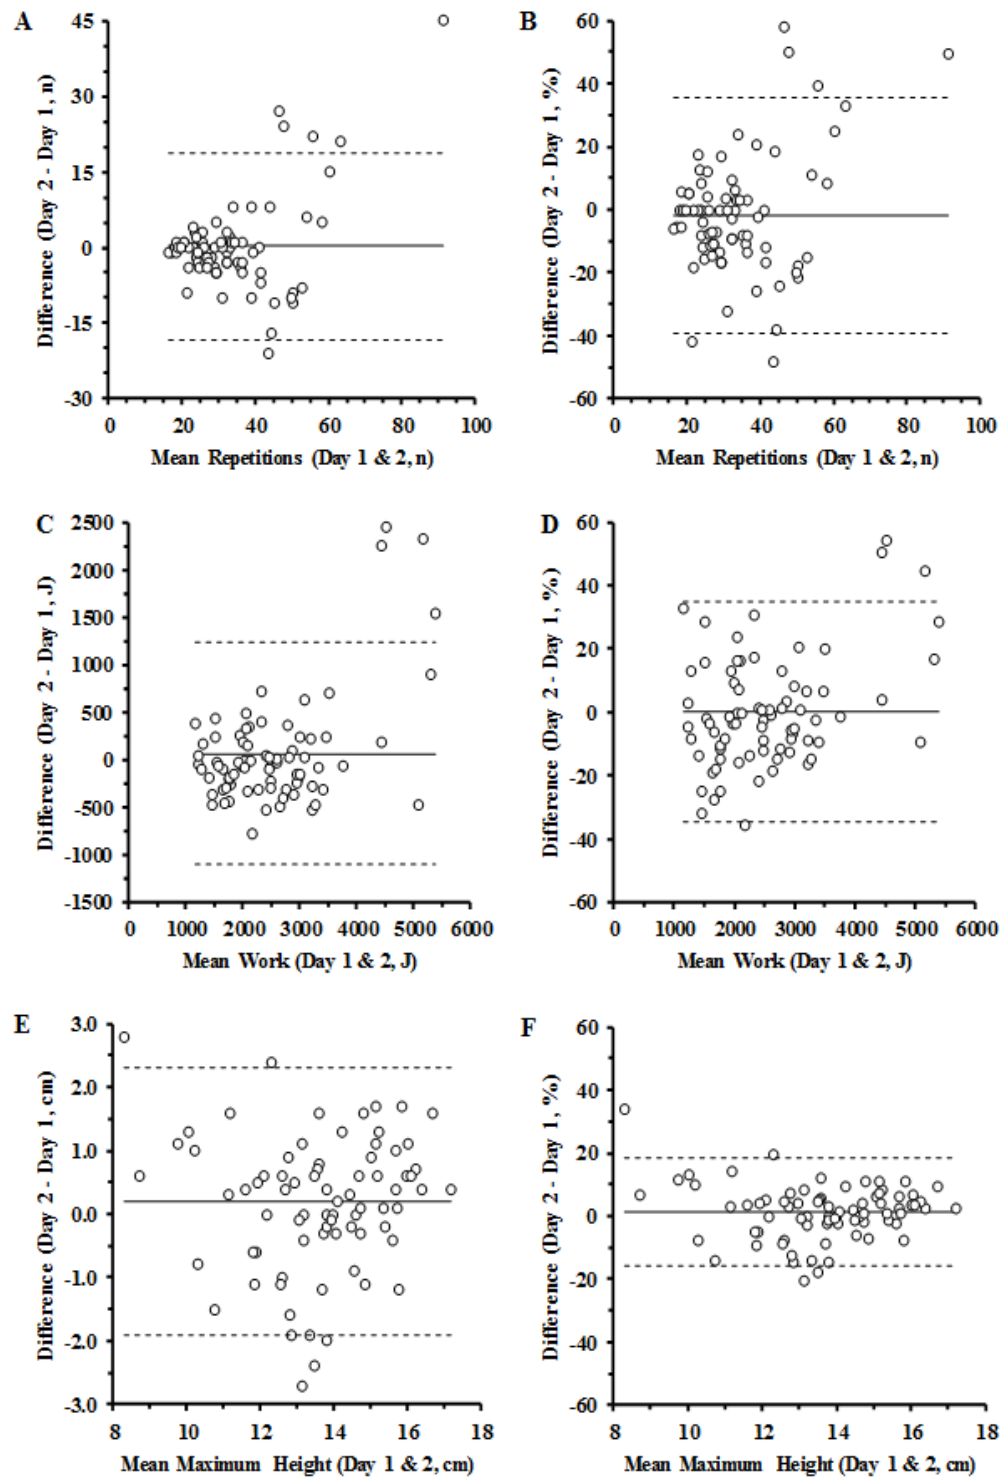 A
45
30
15
0
-15
-30
Difference (Day 2 - Day 1, n)
0 20 40 60 80 100
Mean Repetitions (Day 1 & 2, n)
B
60
40
20
0
-20
-40
-60
Difference (Day 2 - Day 1, %)
0 20 40 60 80 100
Mean Repetitions (Day 1 & 2, n)
C
2500
2000
1500
1000
500
0
-500
-1000
-1500
Difference (Day 2 - Day 1, J)
0 1000 2000 3000 4000 5000 6000
Mean Work (Day 1 & 2, J)
D
60
40
20
0
-20
-40
-60
Difference (Day 2 - Day 1, %)
0 1000 2000 3000 4000 5000 6000
Mean Work (Day 1 & 2, J)
E
3.0
2.0
1.0
0.0
-1.0
-2.0
-3.0
Difference (Day 2 - Day 1, cm)
8 10 12 14 16 18
Mean Maximum Height (Day 1 & 2, cm)
F
60
40
20
0
-20
-40
-60
Difference (Day 2 - Day 1, %)
8 10 12 14 16 18
Mean Maximum Height (Day 1 & 2, cm)